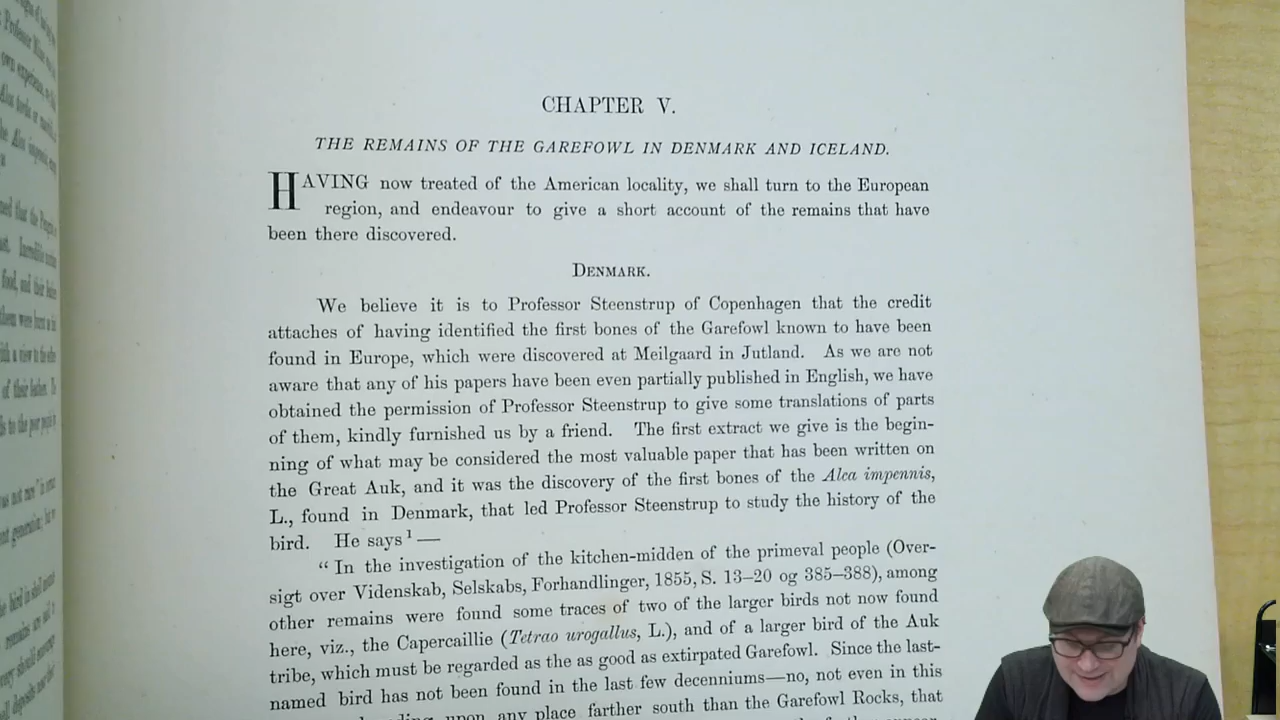 CHAPTER V.
THE REMAINS OF THE GAREFOWL IN DENMARK AND ICELAND.
HAVING now treated of the American locality, we shall turn to the European
region, and endeavour to give a short account of the remains that have
been there discovered.
DENMARK.
We believe it is to Professor Steenstrup of Copenhagen that the credit
attaches of having identified the first bones of the Garefowl known to have been
found in Europe, which were discovered at Meilgaard in Jutland. As we are not
aware that any of his papers have been even partially published in English, we have
obtained the permission of Professor Steenstrup to give some translations of parts
of them, kindly furnished us by a friend. The first extract we give is the begin-
ning of what may be considered the most valuable paper that has been written on
the Great Auk, and it was the discovery of the first bones of the Alca impennis,
L., found in Denmark, that led Professor Steenstrup to study the history of the
bird. He says¹—
“In the investigation of the kitchen-midden of the primeval people (Over-
sigt over Videnskab, Selskabs, Forhandlinger, 1855, S. 13–20 og 385–388), among
other remains were found some traces of two of the larger birds not now found
here, viz., the Capercaillie (Tetrao urogallus, L.), and of a larger bird of the Auk
tribe, which must be regarded as the as good as extirpated Garefowl. Since the last-
named bird has not been found in the last few decenniums—no, not even in this
upon any place farther south than the Garefowl Rocks, that